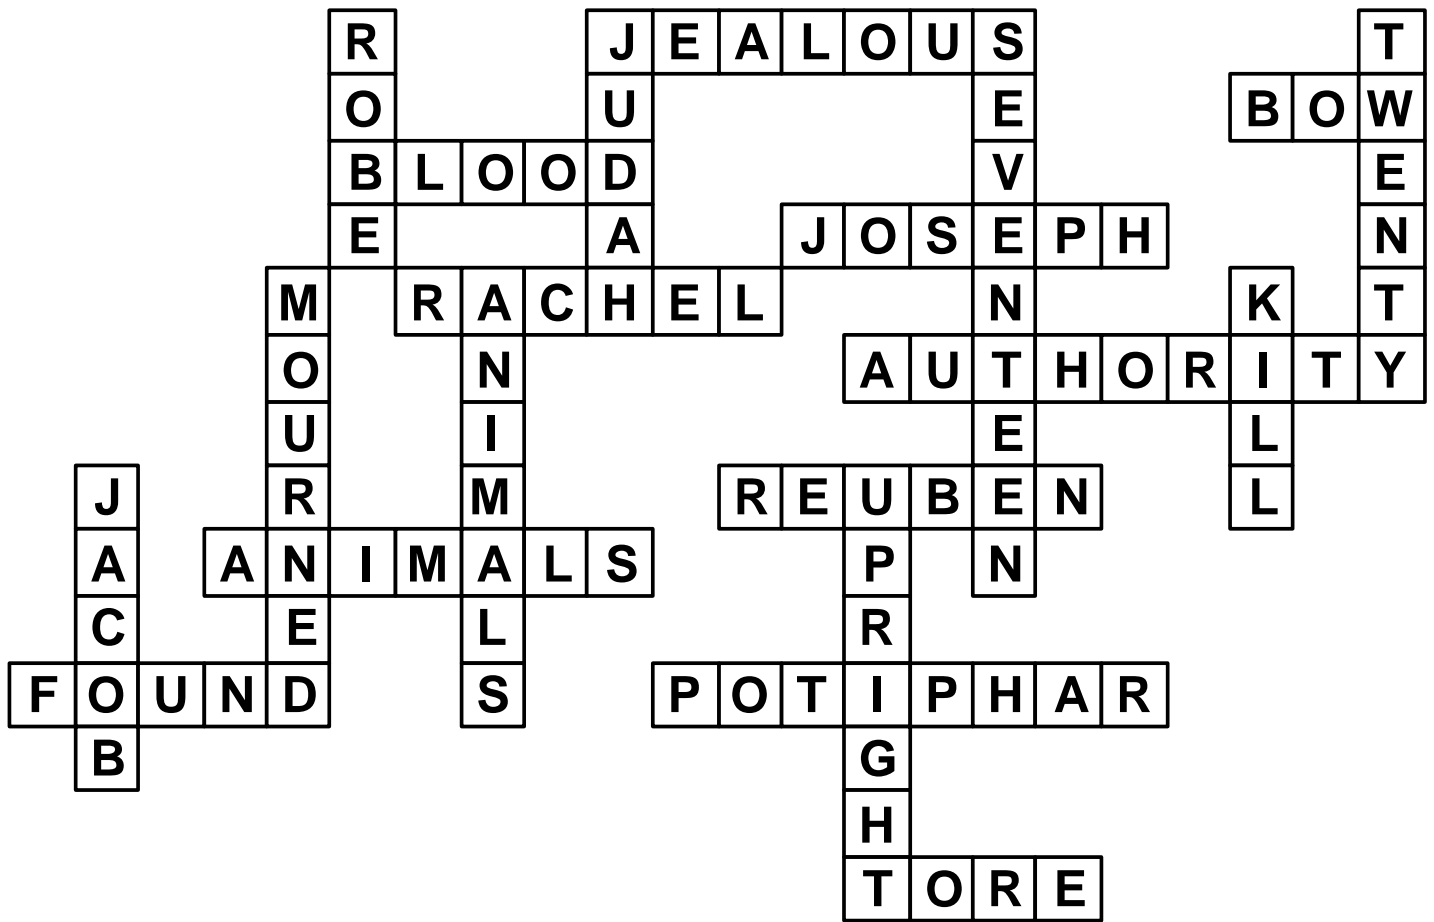 ROBE
JEALOUS
JUDAH
SEVENTEEN
TWENTY
BOW
BLOOD
JOSEPH
MOURNED
RACHEL
ANIMALS
KILL
AUTHORITY
JACOB
REUBEN
UPRIGHT
ANIMALS
FOUND
POTIPHAR
TORE